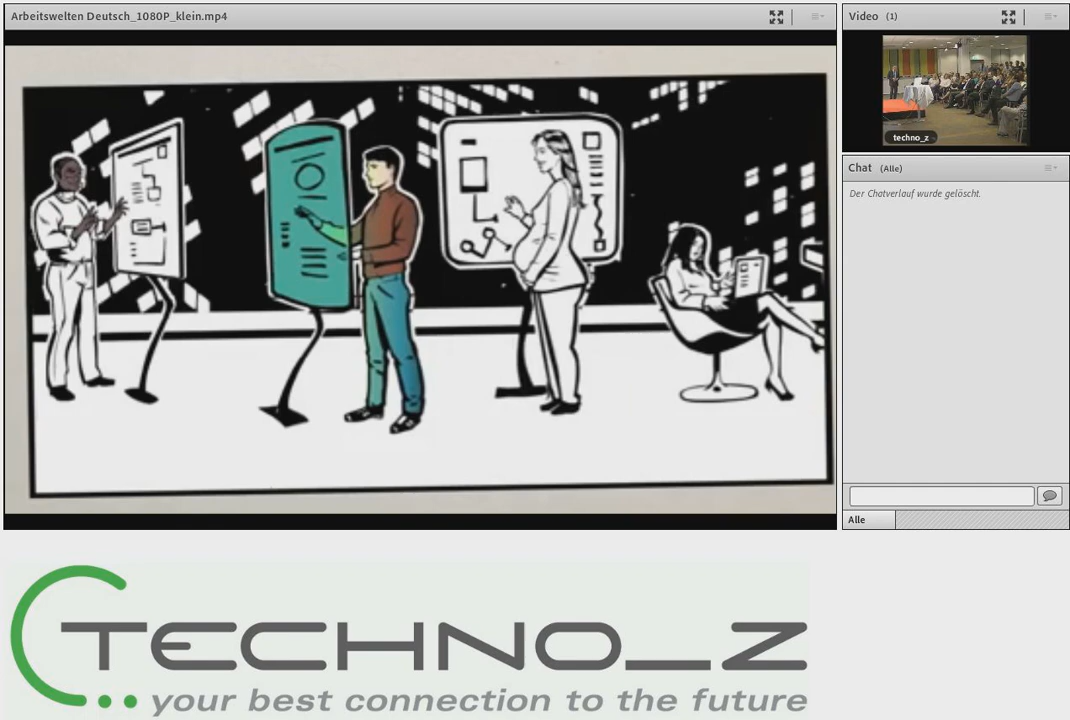 Arbeitswelten Deutsch_1080P_klein.mp4
Video (1)
techno_z
Chat (Alle)
Der Chatverlauf wurde gelöscht.
Alle
TECHNO_Z
your best connection to the future